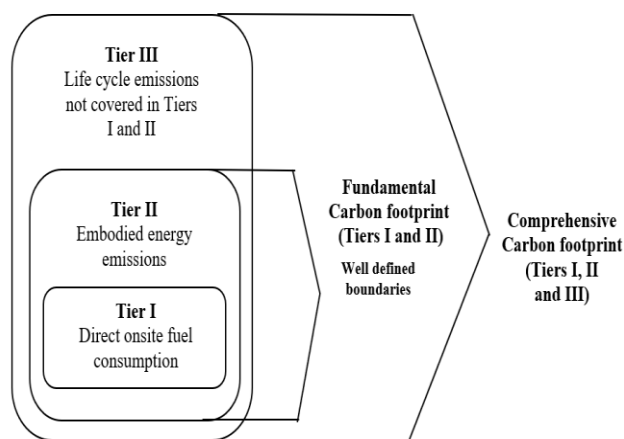 Tier III
Life cycle emissions
not covered in Tiers
I and II
Tier II
Embodied energy
emissions
Tier I
Direct onsite fuel
consumption
Fundamental
Carbon footprint
(Tiers I and II)
Well defined
boundaries
Comprehensive
Carbon footprint
(Tiers I, II
and III)